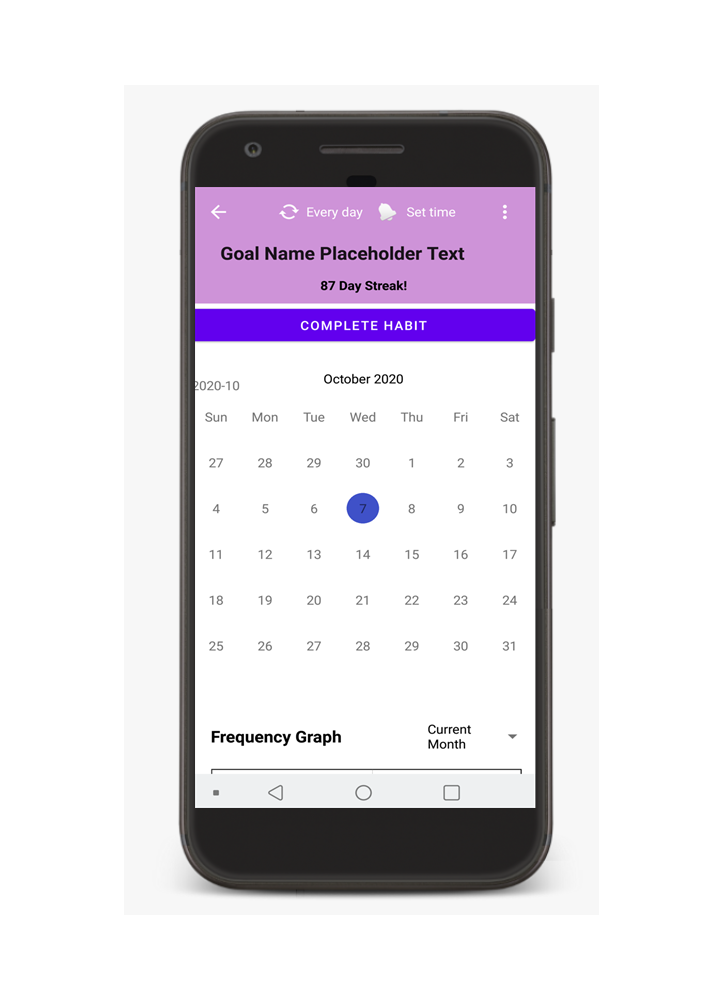 Every day Set time
Goal Name Placeholder Text
87 Day Streak!
COMPLETE HABIT
October 2020
2020-10
Sun Mon Tue Wed Thu Fri Sat
27 28 29 30 1 2 3
4 5 6 7 8 9 10
11 12 13 14 15 16 17
18 19 20 21 22 23 24
25 26 27 28 29 30 31
Frequency Graph
Current
Month